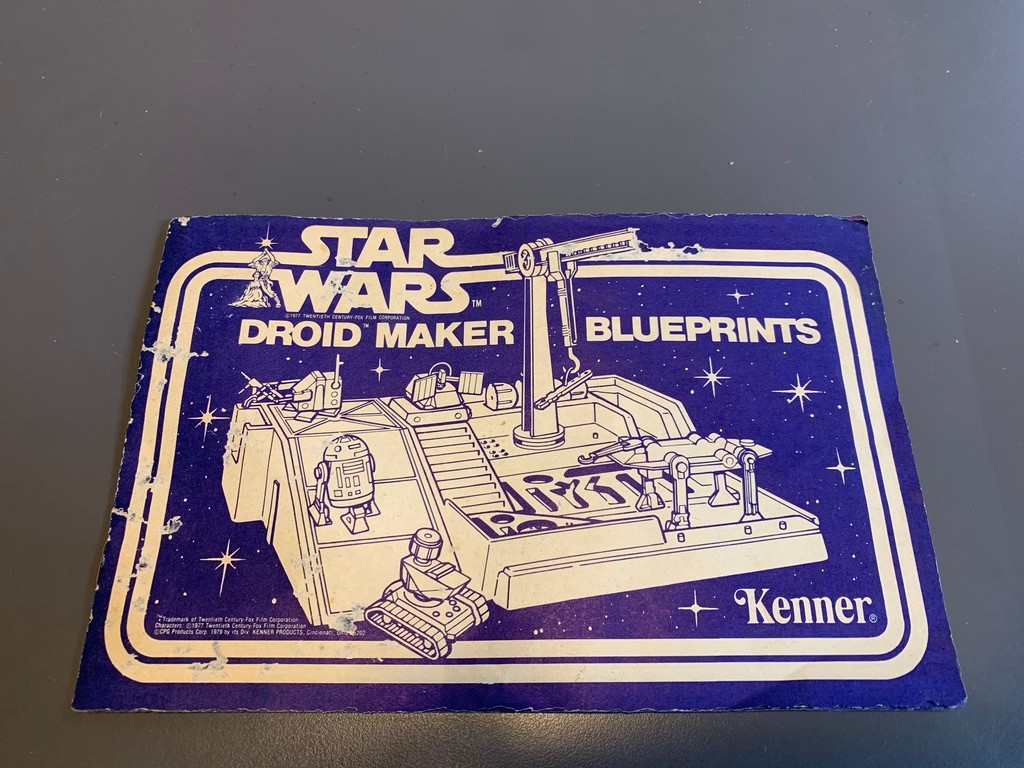 STAR
WARS™
©1977 TWENTIETH CENTURY-FOX FILM CORPORATION
DROID™ MAKER BLUEPRINTS
Kenner®
Trademark of Twentieth Century-Fox Film Corporation
Characters: ©1977 Twentieth Century-Fox Film Corporation
©CPG Products Corp. 1979 by its Div. KENNER PRODUCTS, Cincinnati,